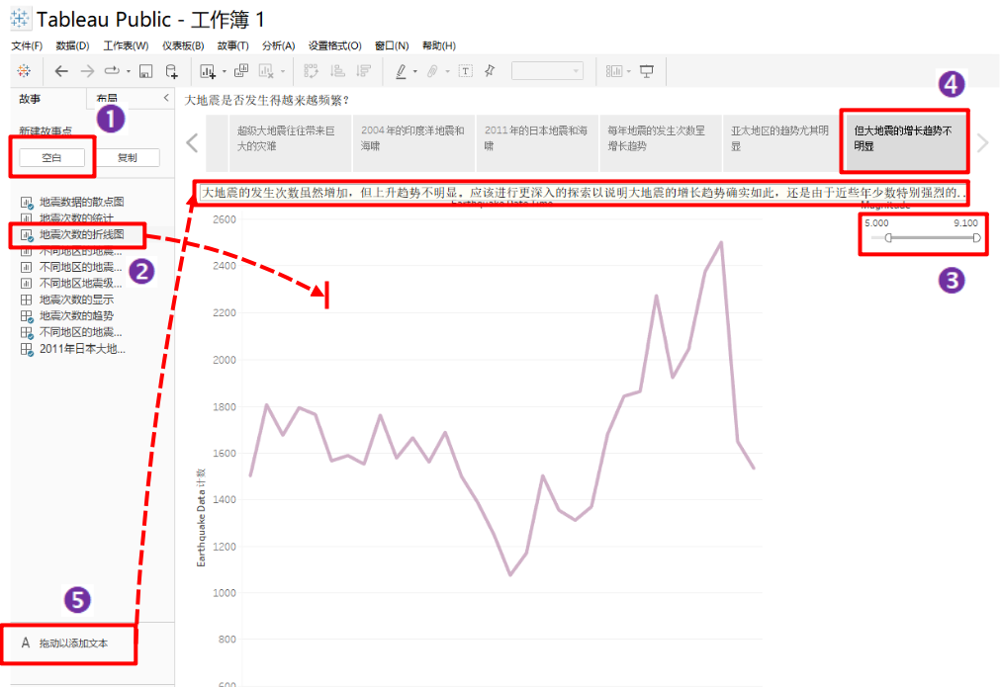 Tableau Public - 工作簿 1
文件(F) 数据(D) 工作表(W) 仪表板(B) 故事(T) 分析(A) 设置格式(O) 窗口(N) 帮助(H)
故事 布局
大地震是否发生得越来越频繁？
4
1
新建故事点
空白 复制
超级大地震往往带来巨
大的灾难
2004 年的印度洋地震和
海啸
2011 年的日本地震和海
啸
每年地震的发生次数呈
增长趋势
亚太地区的趋势尤其明
显
但大地震的增长趋势不
明显
大地震的发生次数虽然增加，但上升趋势不明显。应该进行更深入的探索以说明大地震的增长趋势确实如此，还是由于近些年少数特别强烈的..
Magnitude
5.000 9.100
3
地震数据的散点图
地震次数的统计
地震次数的折线图
不同地区的地震...
不同地区的地震...
不同地区地震级...
地震次数的显示
地震次数的趋势
不同地区的地震...
2011年日本大地...
2
2600
2400
2200
2000
1800
1600
1400
1200
1000
800
600
Earthquake Data 计数
5
A 拖动以添加文本